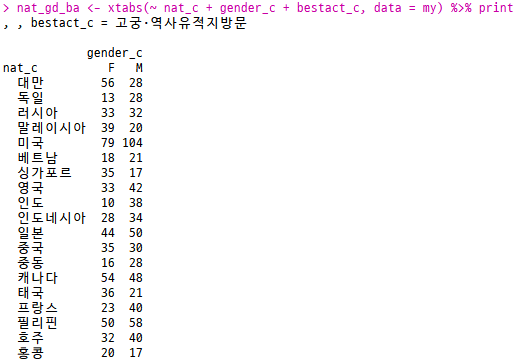 > nat_gd_ba <- xtabs(~ nat_c + gender_c + bestact_c, data = my) %>% print
, , bestact_c = 고궁·역사유적지방문
gender_c
nat_c F M
대만 56 28
독일 13 28
러시아 33 32
말레이시아 39 20
미국 79 104
베트남 18 21
싱가포르 35 17
영국 33 42
인도 10 38
인도네시아 28 34
일본 44 50
중국 35 30
중동 16 28
캐나다 54 48
태국 36 21
프랑스 23 40
필리핀 50 58
호주 32 40
홍콩 20 17